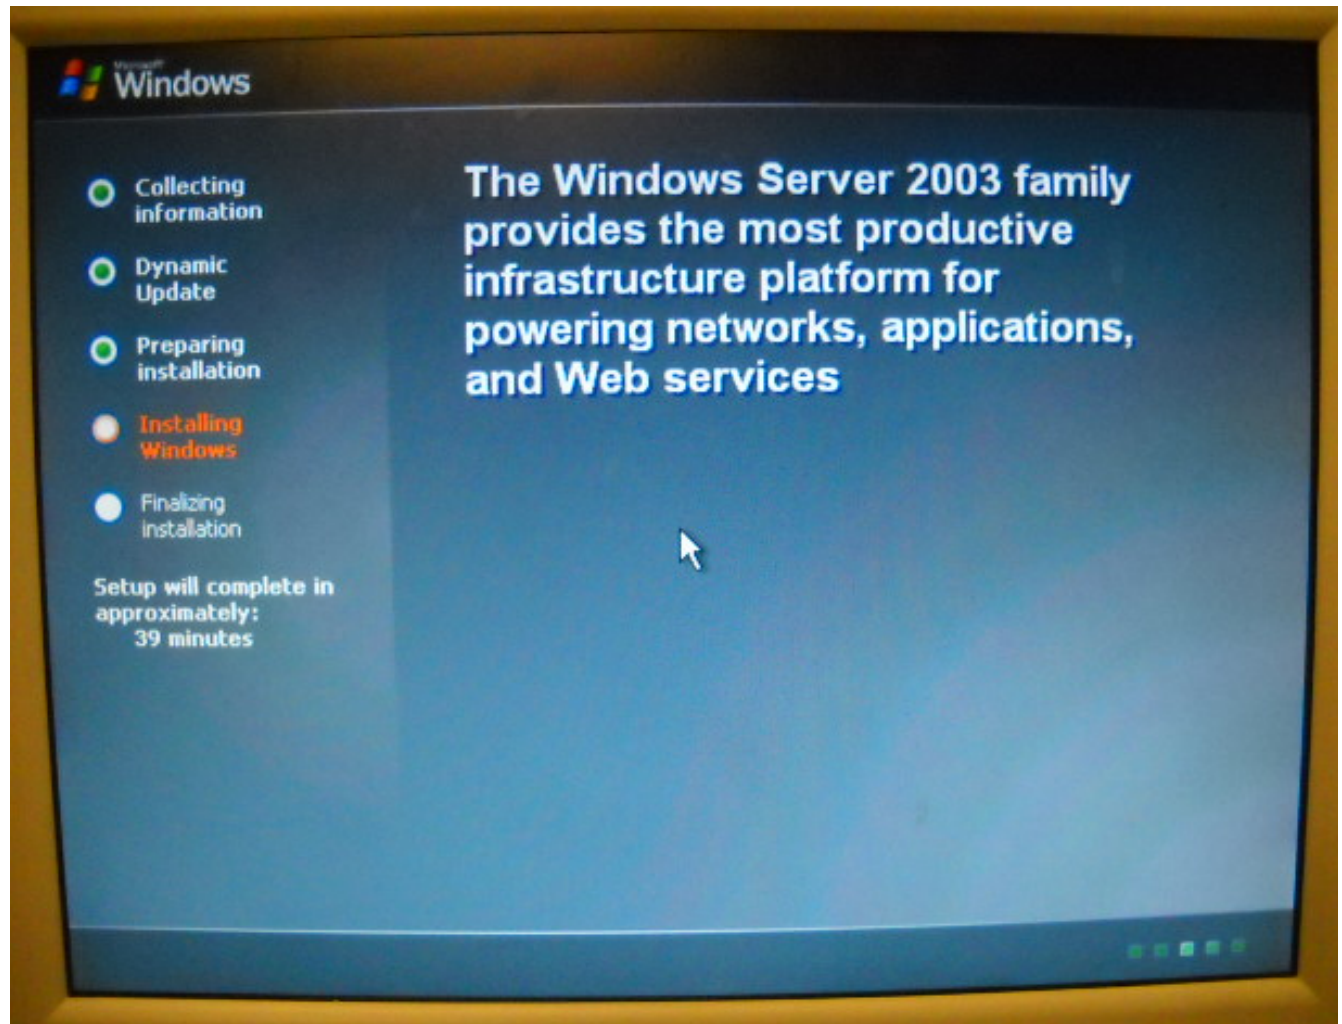 Microsoft
Windows
Collecting
information
Dynamic
Update
Preparing
installation
Installing
Windows
Finalizing
installation
Setup will complete in
approximately:
39 minutes
The Windows Server 2003 family
provides the most productive
infrastructure platform for
powering networks, applications,
and Web services